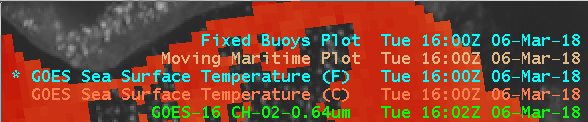 Fixed Buoys Plot Tue 16:00Z 06-Mar-18
Moving Maritime Plot Tue 16:00Z 06-Mar-18
* GOES Sea Surface Temperature (F) Tue 16:00Z 06-Mar-18
GOES Sea Surface Temperature (C) Tue 16:00Z 06-Mar-18
GOES-16 CH-02-0.64um Tue 16:02Z 06-Mar-18